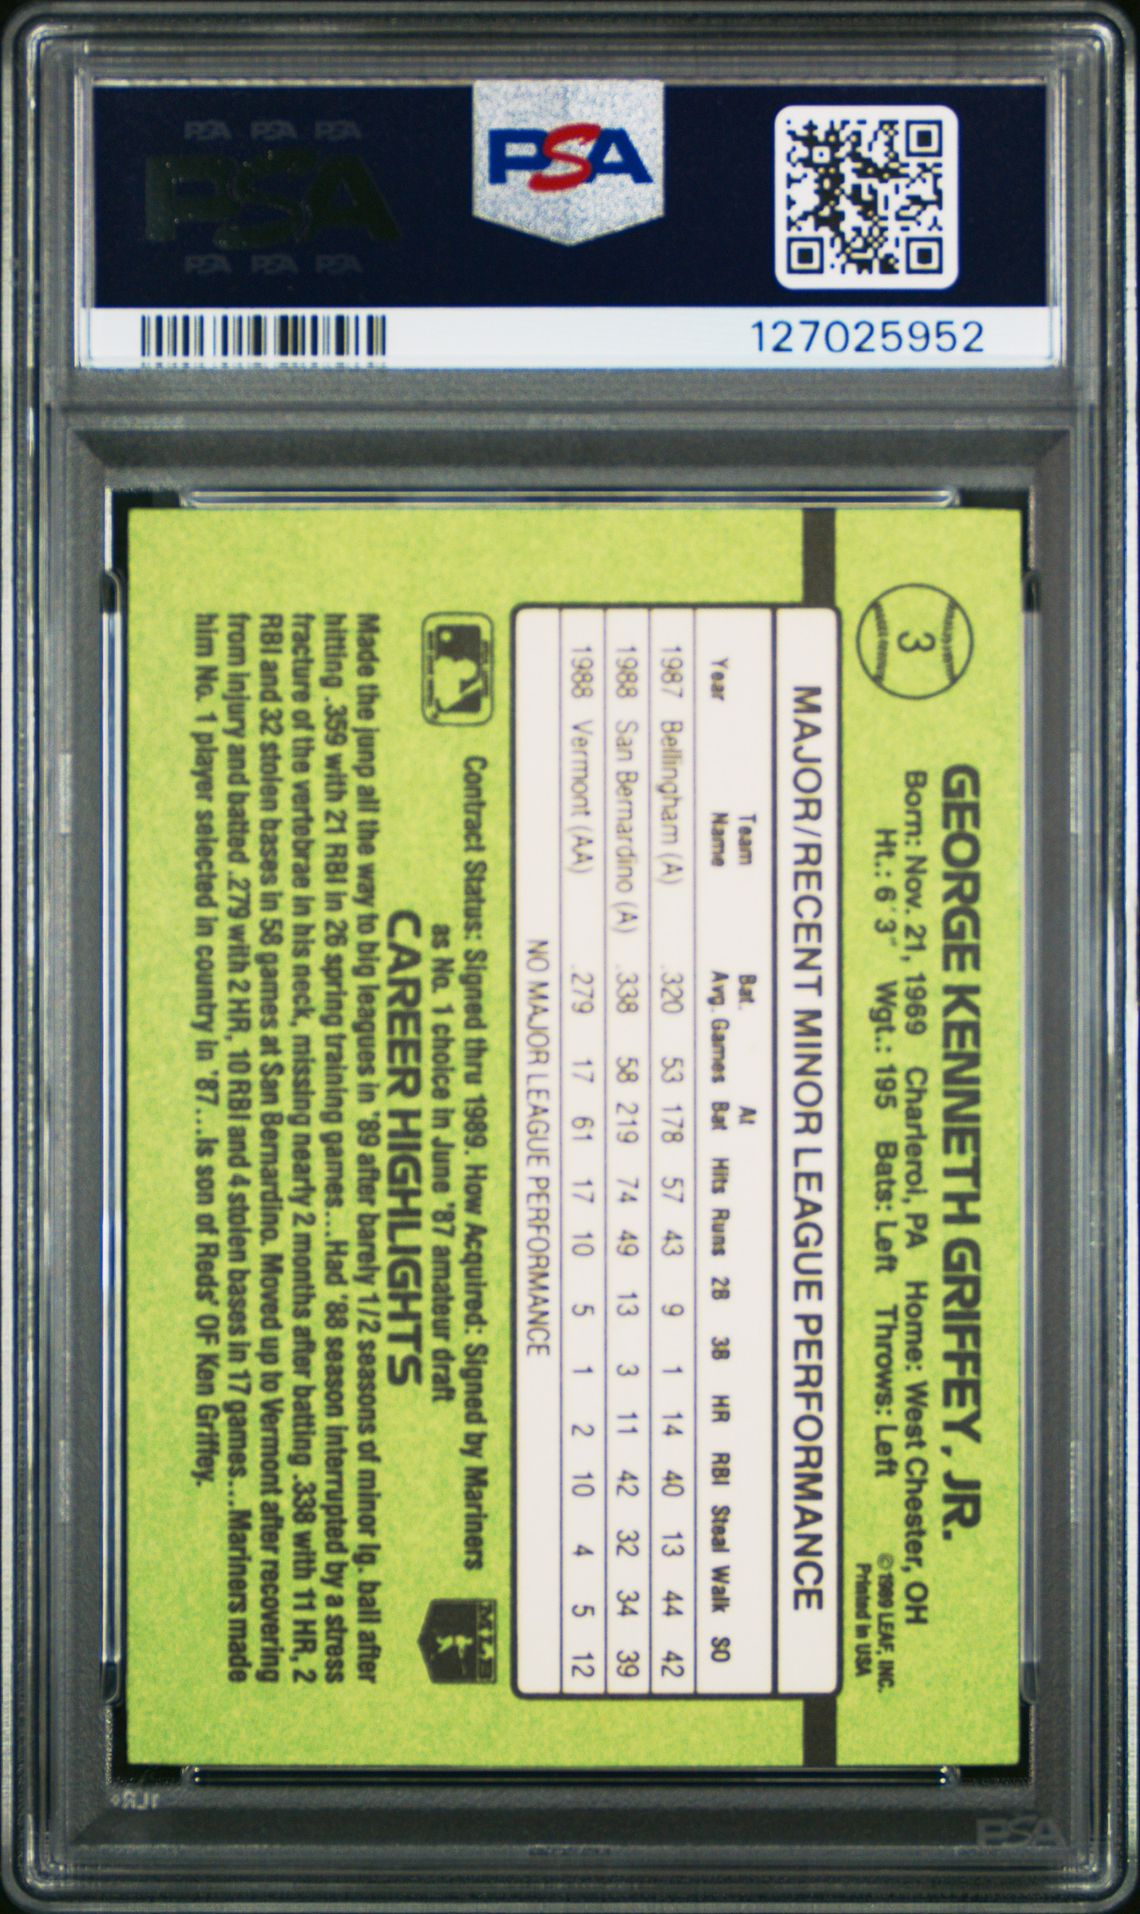 PSA PSA PSA
PSA
PSA PSA PSA
PSA
127025952
3
GEORGE KENNETH GRIFFEY, JR.
Born: Nov. 21, 1969 Charleroi, PA Home: West Chester, OH
Ht.: 6'3" Wgt.: 195 Bats: Left Throws: Left
©1989 LEAF, INC.
Printed in USA
MAJOR/RECENT MINOR LEAGUE PERFORMANCE
Year Team Name Bat. Avg. Games At Bat Hits Runs 2B 3B HR RBI Steal Walk SO
1987 Bellingham (A) .320 53 178 57 43 9 1 14 40 13 44 42
1988 San Bernardino (A) .338 58 219 74 49 13 3 11 42 32 34 39
1988 Vermont (AA) .279 17 61 17 10 5 1 2 10 4 5 12
NO MAJOR LEAGUE PERFORMANCE
Contract Status: Signed thru 1989. How Acquired: Signed by Mariners
as No. 1 choice in June '87 amateur draft
MLB
CAREER HIGHLIGHTS
Made the jump all the way to big leagues in '89 after barely 1/2 seasons of minor lg. ball after
hitting .359 with 21 RBI in 26 spring training games...Had '88 season interrupted by a stress
fracture of the vertebrae in his neck, missing nearly 2 months after batting .338 with 11 HR, 2
RBI and 32 stolen bases in 58 games at San Bernardino. Moved up to Vermont after recovering
from injury and batted .279 with 2 HR, 10 RBI and 4 stolen bases in 17 games...Mariners made
him No. 1 player selected in country in '87...Is son of Reds' OF Ken Griffey.
PSA